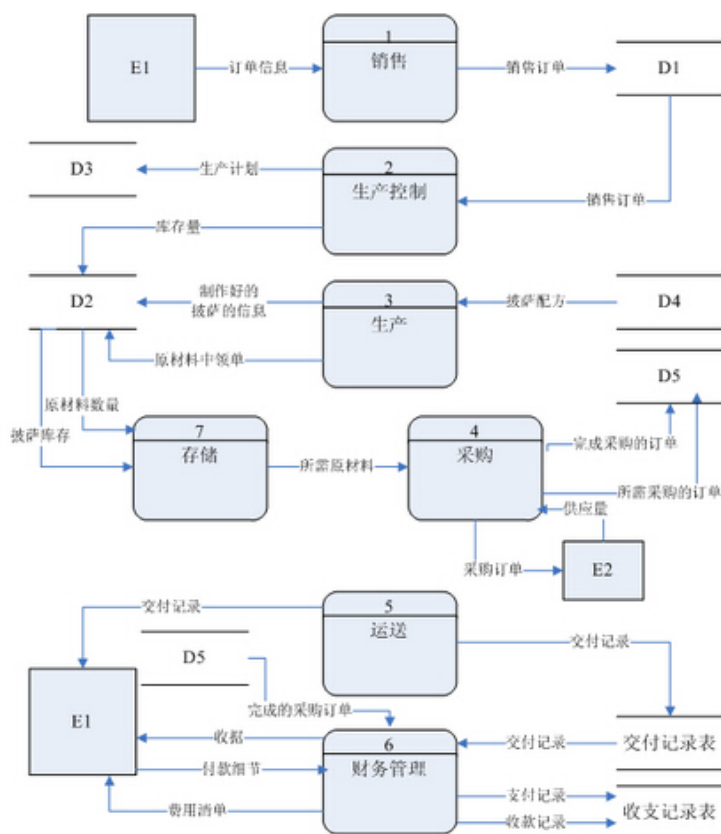 1
E1
订单信息
销售
销售订单
D1
2
D3
生产计划
生产控制
销售订单
库存量
3
D2
制作好的
披萨的信息
生产
披萨配方
D4
原材料申领单
D5
原材料数量
披萨库存
7
存储
所需原材料
4
采购
完成采购的订单
所需采购的订单
供应量
采购订单
E2
5
交付记录
运送
交付记录
D5
E1
完成的采购订单
收据
6
财务管理
交付记录
交付记录表
付款细节
费用清单
支付记录
收款记录
收支记录表